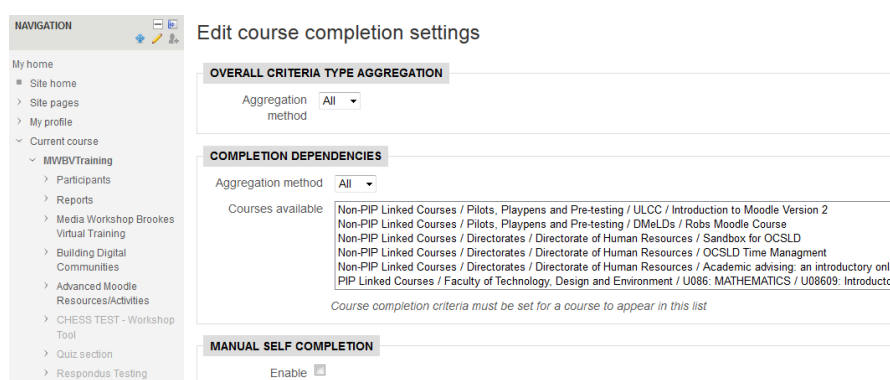 NAVIGATION
My home
Site home
Site pages
My profile
Current course
MWBVTraining
Participants
Reports
Media Workshop Brookes
Virtual Training
Building Digital
Communities
Advanced Moodle
Resources/Activities
CHESS TEST - Workshop
Tool
Quiz section
Respondus Testing
Edit course completion settings
OVERALL CRITERIA TYPE AGGREGATION
Aggregation All
method
COMPLETION DEPENDENCIES
Aggregation method All
Courses available
Non-PIP Linked Courses / Pilots, Playpens and Pre-testing / ULCC / Introduction to Moodle Version 2
Non-PIP Linked Courses / Pilots, Playpens and Pre-testing / DMeLDs / Robs Moodle Course
Non-PIP Linked Courses / Directorates / Directorate of Human Resources / Sandbox for OCSLD
Non-PIP Linked Courses / Directorates / Directorate of Human Resources / OCSLD Time Managment
Non-PIP Linked Courses / Directorates / Directorate of Human Resources / Academic advising: an introductory onl
PIP Linked Courses / Faculty of Technology, Design and Environment / U086: MATHEMATICS / U08609: Introducto
Course completion criteria must be set for a course to appear in this list
MANUAL SELF COMPLETION
Enable